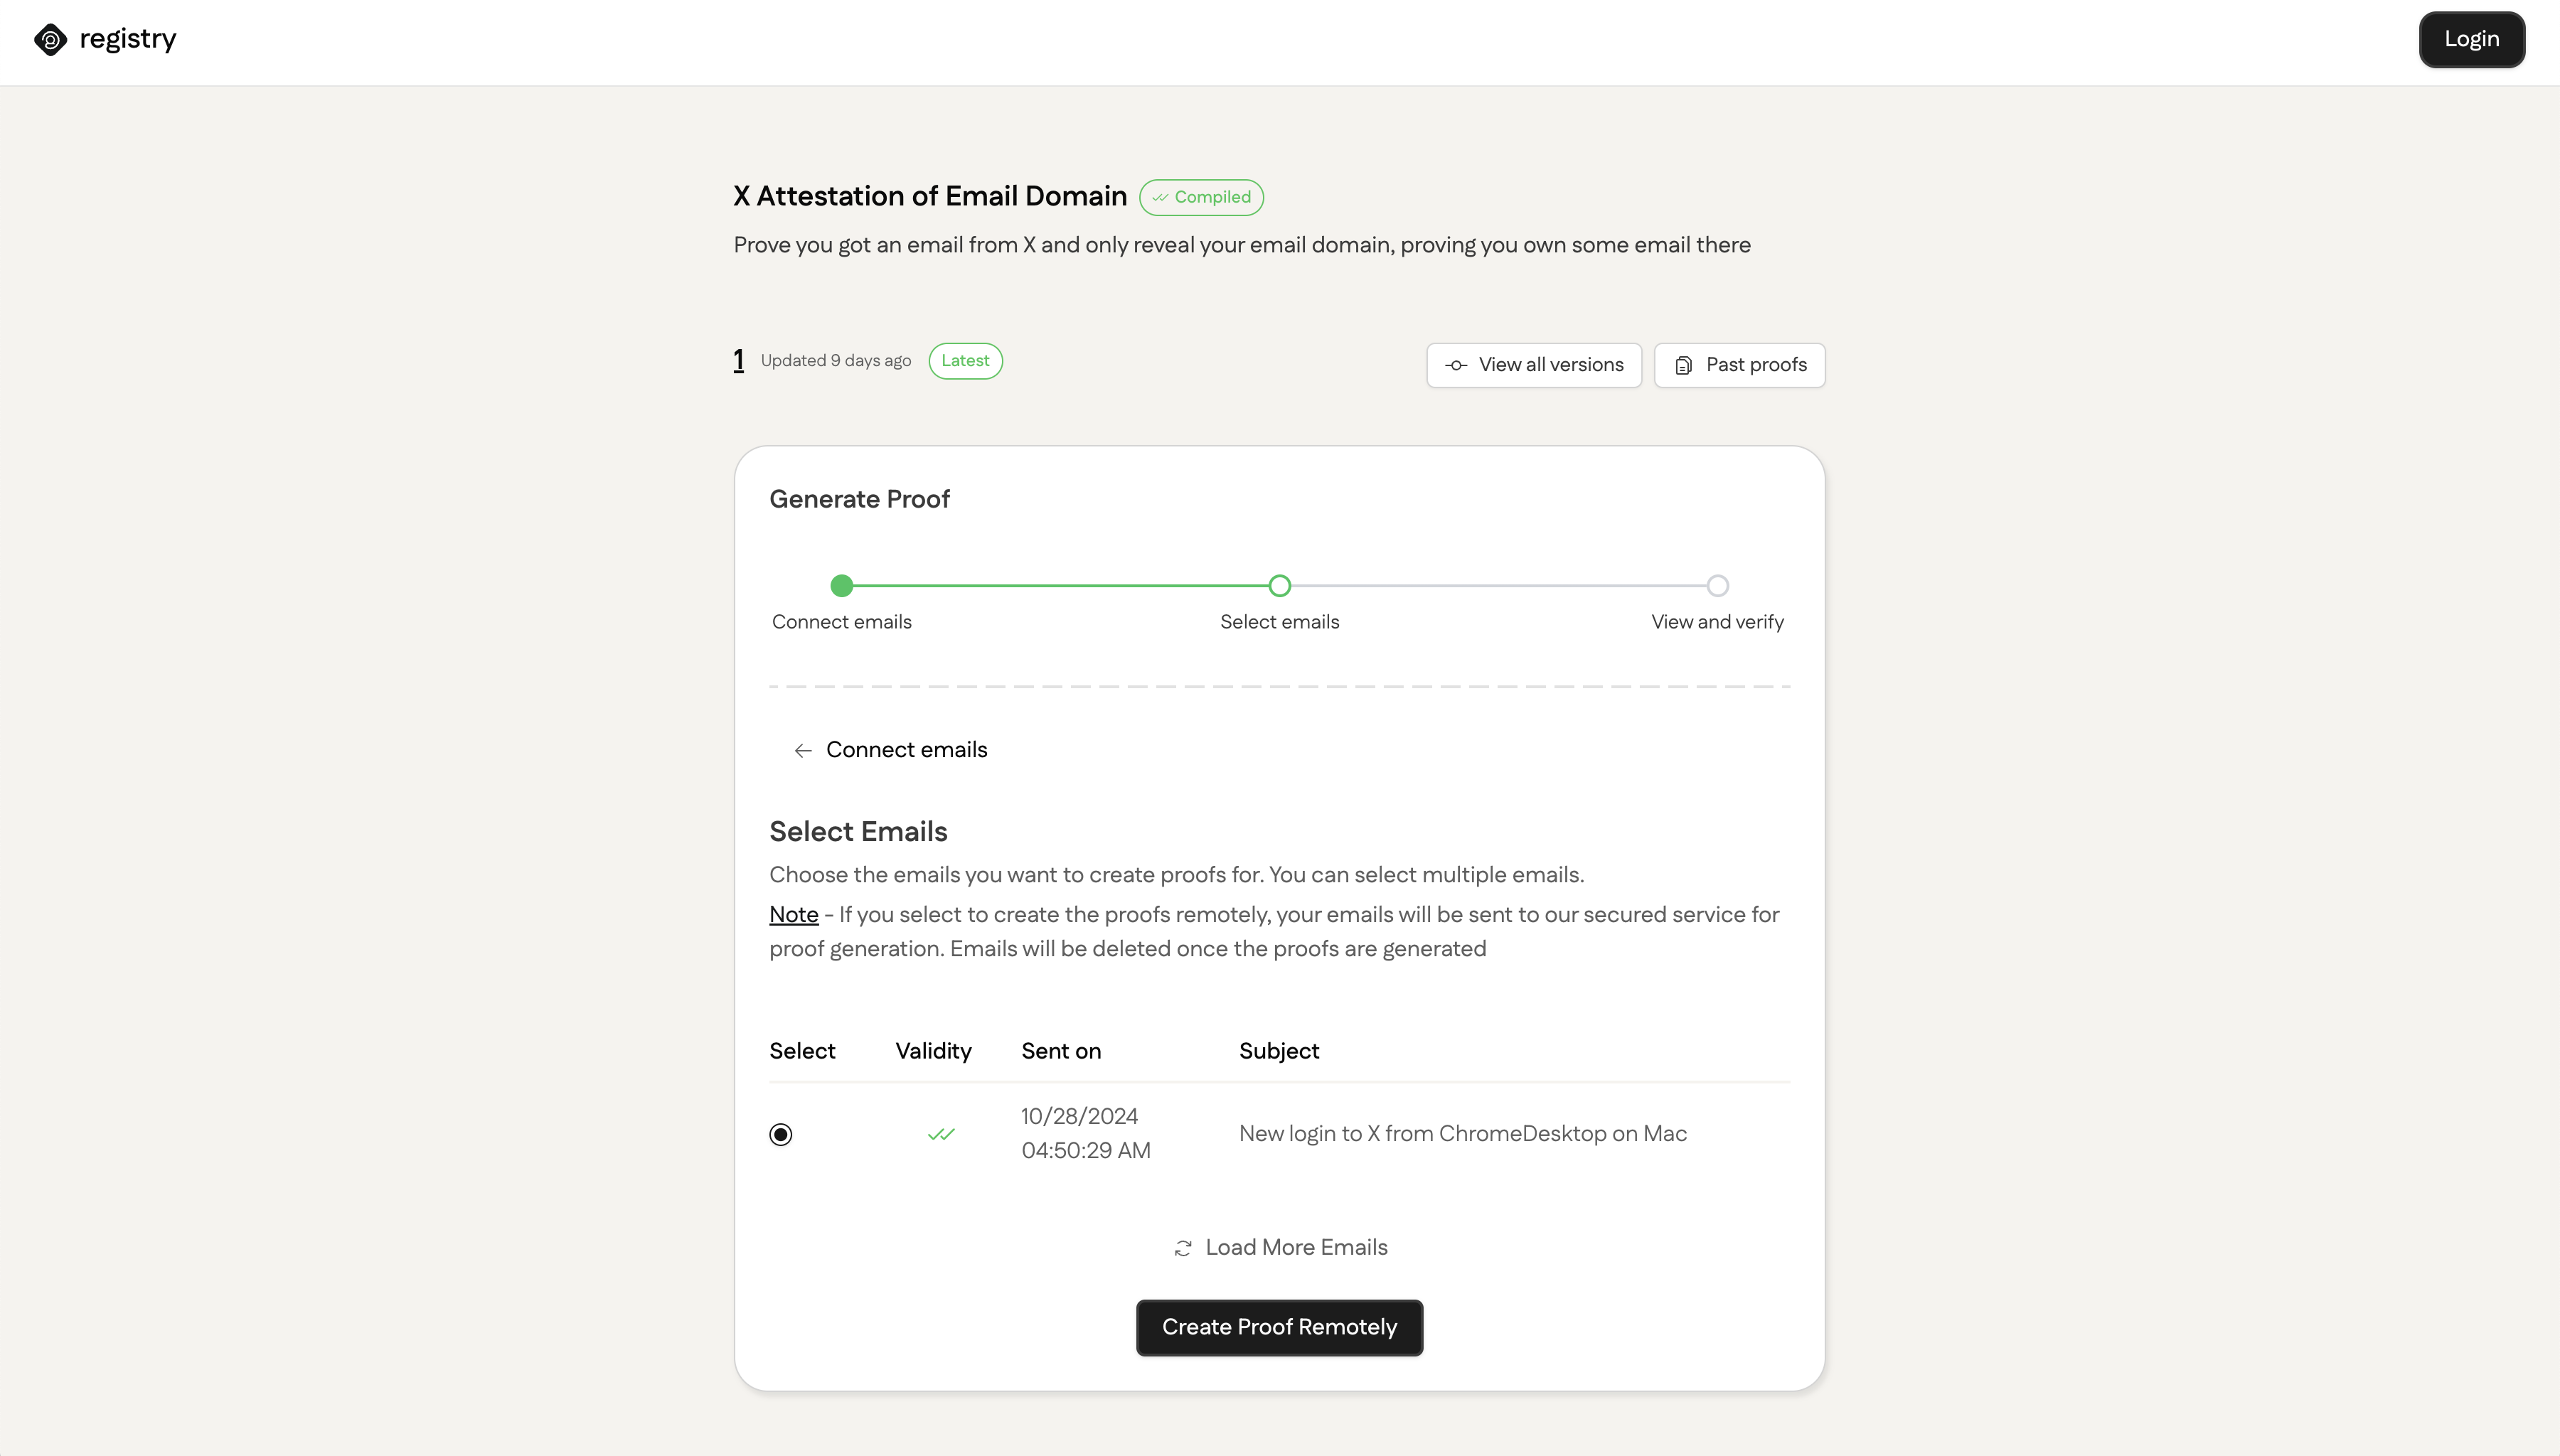 registry
Login
X Attestation of Email Domain
Compiled
Prove you got an email from X and only reveal your email domain, proving you own some email there
1
Updated 9 days ago
Latest
View all versions
Past proofs
Generate Proof
Connect emails
Select emails
View and verify
Connect emails
Select Emails
Choose the emails you want to create proofs for. You can select multiple emails.
Note - If you select to create the proofs remotely, your emails will be sent to our secured service for
proof generation. Emails will be deleted once the proofs are generated
Select
Validity
Sent on
Subject
10/28/2024
04:50:29 AM
New login to X from ChromeDesktop on Mac
Load More Emails
Create Proof Remotely